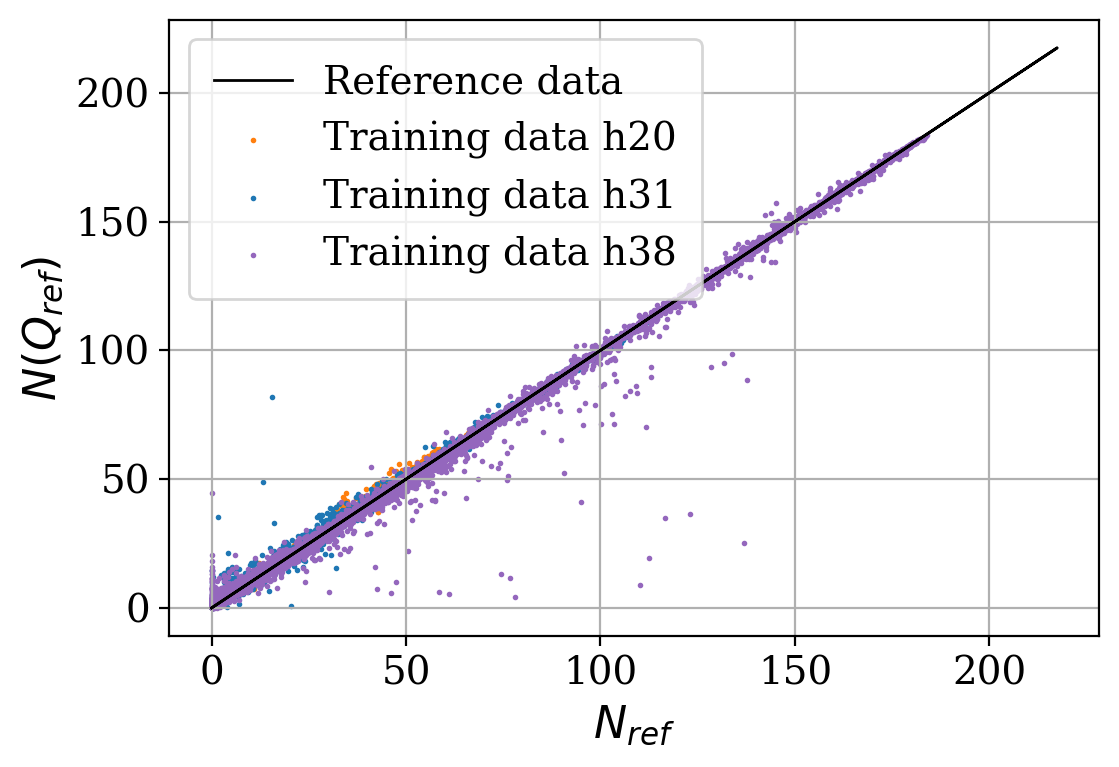 Reference data
Training data h20
Training data h31
Training data h38
200
150
100
50
0
N(Q_ref)
0 50 100 150 200
N_ref